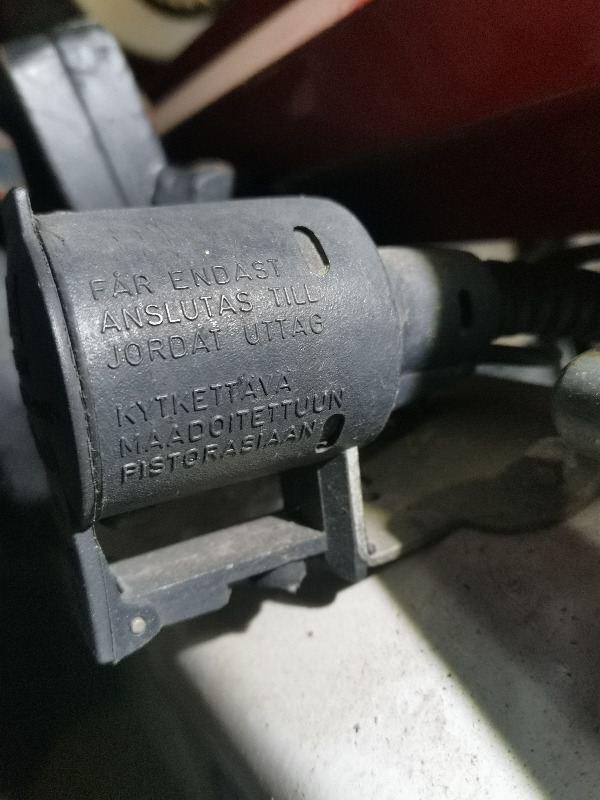 FÅR ENDAST
ANSLUTAS TILL
JORDAT UTTAG
KYTKETTÄVÄ
MAADOITETTUUN
PISTORASIAAN